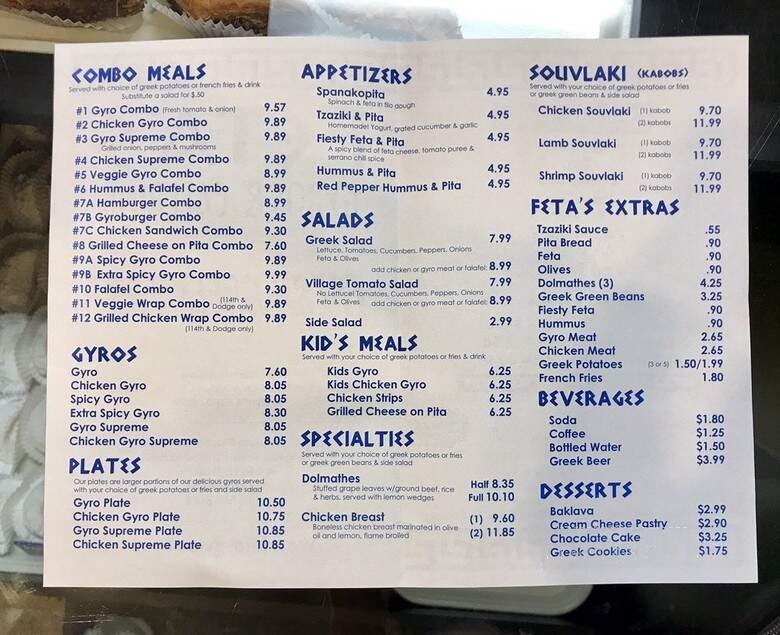 COMBO MEALS
Served with choice of greek potatoes or french fries & drink
Substitute a salad for $.50
#1 Gyro Combo (Fresh tomato & onion) 9.57
#2 Chicken Gyro Combo 9.89
#3 Gyro Supreme Combo 9.89
Grilled onion, peppers & mushrooms
#4 Chicken Supreme Combo 9.89
#5 Veggie Gyro Combo 8.99
#6 Hummus & Falafel Combo 9.89
#7A Hamburger Combo 8.99
#7B Gyroburger Combo 9.45
#7C Chicken Sandwich Combo 9.30
#8 Grilled Cheese on Pita Combo 7.60
#9A Spicy Gyro Combo 9.89
#9B Extra Spicy Gyro Combo 9.99
#10 Falafel Combo 9.30
#11 Veggie Wrap Combo (114th & Dodge only) 9.89
#12 Grilled Chicken Wrap Combo 9.89
(114th & Dodge only)
GYROS
Gyro 7.60
Chicken Gyro 8.05
Spicy Gyro 8.05
Extra Spicy Gyro 8.30
Gyro Supreme 8.05
Chicken Gyro Supreme 8.05
PLATES
Our plates are larger portions of our delicious gyros served
with your choice of greek potatoes or fries and side salad
Gyro Plate 10.50
Chicken Gyro Plate 10.75
Gyro Supreme Plate 10.85
Chicken Supreme Plate 10.85
APPETIZERS
Spanakopita 4.95
Spinach & feta in filo dough
Tzaziki & Pita 4.95
Homemade! Yogurt, grated cucumber & garlic
Fiesty Feta & Pita 4.95
A spicy blend of feta cheese, tomato puree &
serrano chili spice
Hummus & Pita 4.95
Red Pepper Hummus & Pita 4.95
SALADS
Greek Salad 7.99
Lettuce, Tomatoes, Cucumbers, Peppers, Onions
Feta & Olives
add chicken or gyro meat or falafel: 8.99
Village Tomato Salad 7.99
No Lettuce! Tomatoes, Cucumbers, Peppers, Onions
Feta & Olives add chicken or gyro meat or falafel: 8.99
Side Salad 2.99
KID'S MEALS
Served with your choice of greek potatoes or fries & drink
Kids Gyro 6.25
Kids Chicken Gyro 6.25
Chicken Strips 6.25
Grilled Cheese on Pita 6.25
SPECIALTIES
Served with your choice of greek potatoes or fries
or greek green beans & side salad
Dolmathes Half 8.35
Stuffed grape leaves w/ground beef, rice
& herbs, served with lemon wedges Full 10.10
Chicken Breast (1) 9.60
Boneless chicken breast marinated in olive
oil and lemon, flame broiled (2) 11.85
SOUVLAKI (KABOBS)
Served with your choice of greek potatoes or fries
or greek green beans & side salad
Chicken Souvlaki (1) kabob 9.70
(2) kabobs 11.99
Lamb Souvlaki (1) kabob 9.70
(2) kabobs 11.99
Shrimp Souvlaki (1) kabob 9.70
(2) kabobs 11.99
FETA'S EXTRAS
Tzaziki Sauce .55
Pita Bread .90
Feta .90
Olives .90
Dolmathes (3) 4.25
Greek Green Beans 3.25
Fiesty Feta .90
Hummus .90
Gyro Meat 2.65
Chicken Meat 2.65
Greek Potatoes (3 or 5) 1.50/1.99
French Fries 1.80
BEVERAGES
Soda $1.80
Coffee $1.25
Bottled Water $1.50
Greek Beer $3.99
DESSERTS
Baklava $2.99
Cream Cheese Pastry $2.90
Chocolate Cake $3.25
Greek Cookies $1.75